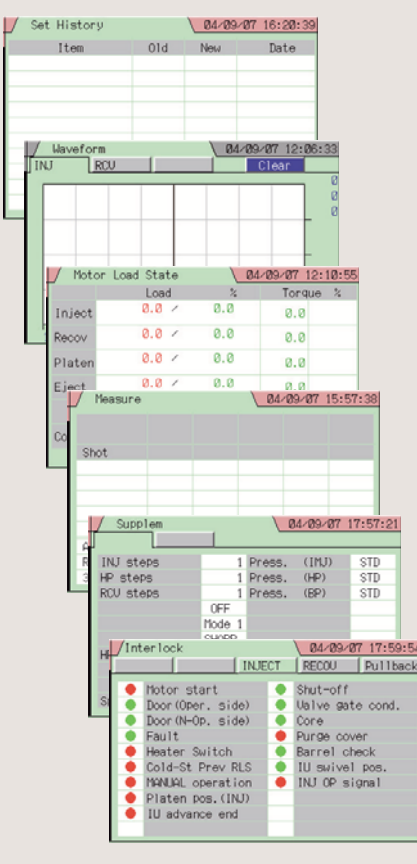 Set History 04/09/07 16:20:39
Item Old New Date
Waveform 04/09/07 12:06:33
INJ RCV Clear
0
0
0
Motor Load State 04/09/07 12:10:55
Load % Torque %
Inject 0.0 / 0.0 0.0
Recov 0.0 / 0.0 0.0
Platen 0.0 / 0.0 0.0
Eject 0.0 / 0.0 0.0
Co
Measure 04/09/07 15:57:38
Shot
A
R
3
Supplem 04/09/07 17:57:21
INJ steps 1 Press. (IMJ) STD
HP steps 1 Press. (HP) STD
RCV steps 1 Press. (BP) STD
OFF
Mode 1
Interlock 04/09/07 17:59:54
INJECT RECOV Pullback
Motor start Shut-off
Door(Oper. side) Valve gate cond.
Door(N-Op. side) Core
Fault Purge cover
Heater Switch Barrel check
Cold-St Prev RLS IU swivel pos.
MANUAL operation INJ OP signal
Platen pos.(INJ)
IU advance end